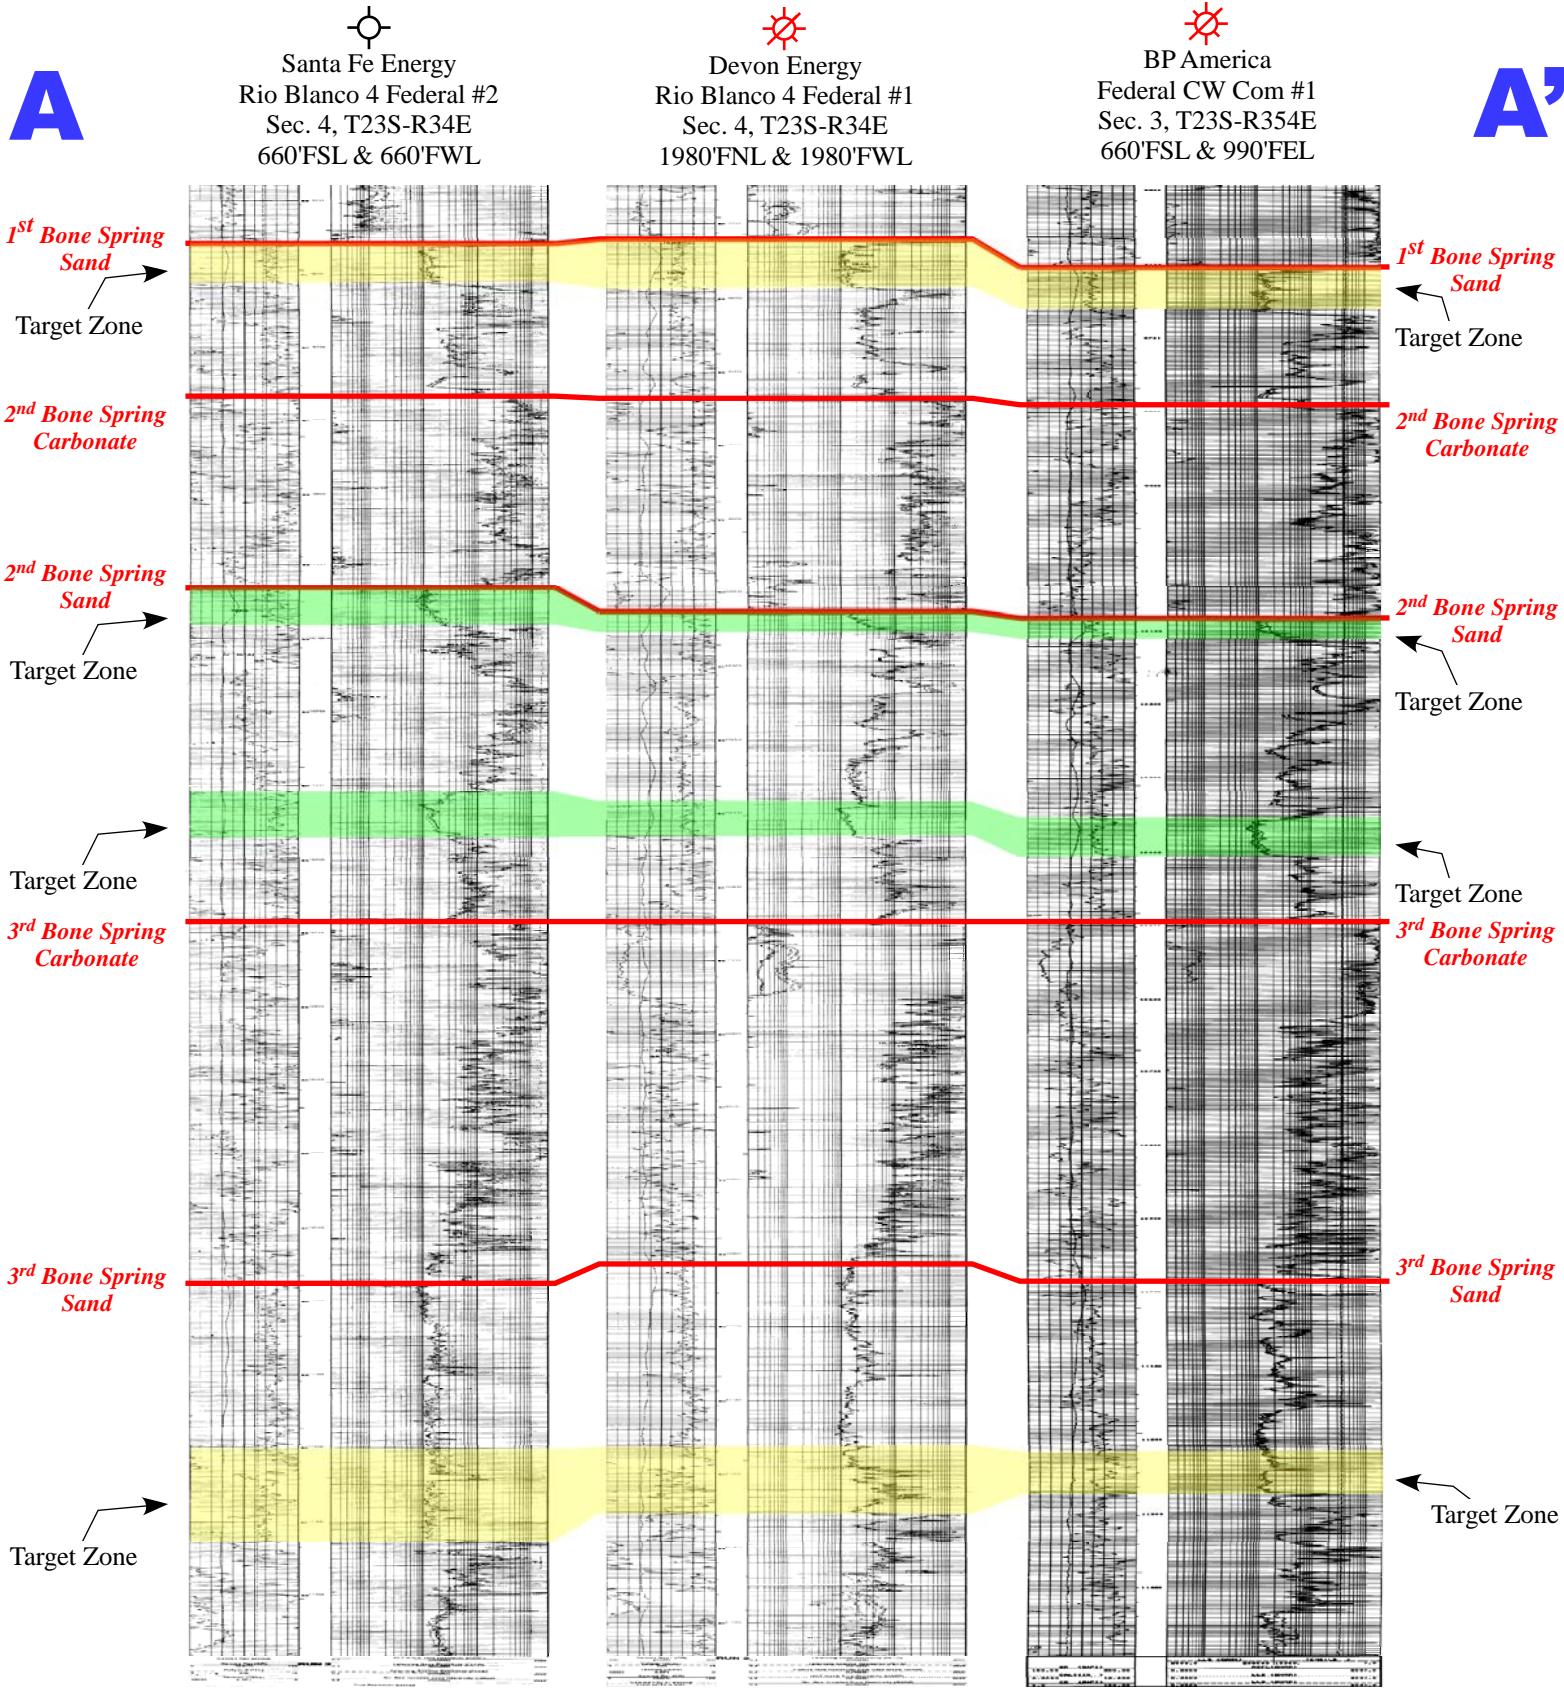 A
Santa Fe Energy
Rio Blanco 4 Federal #2
Sec. 4, T23S-R34E
660'FSL & 660'FWL
Devon Energy
Rio Blanco 4 Federal #1
Sec. 4, T23S-R34E
1980'FNL & 1980'FWL
BP America
Federal CW Com #1
Sec. 3, T23S-R354E
660'FSL & 990'FEL
A'
1st Bone Spring
Sand
Target Zone
2nd Bone Spring
Carbonate
2nd Bone Spring
Sand
Target Zone
Target Zone
3rd Bone Spring
Carbonate
3rd Bone Spring
Sand
Target Zone
1st Bone Spring
Sand
Target Zone
2nd Bone Spring
Carbonate
2nd Bone Spring
Sand
Target Zone
Target Zone
3rd Bone Spring
Carbonate
3rd Bone Spring
Sand
Target Zone